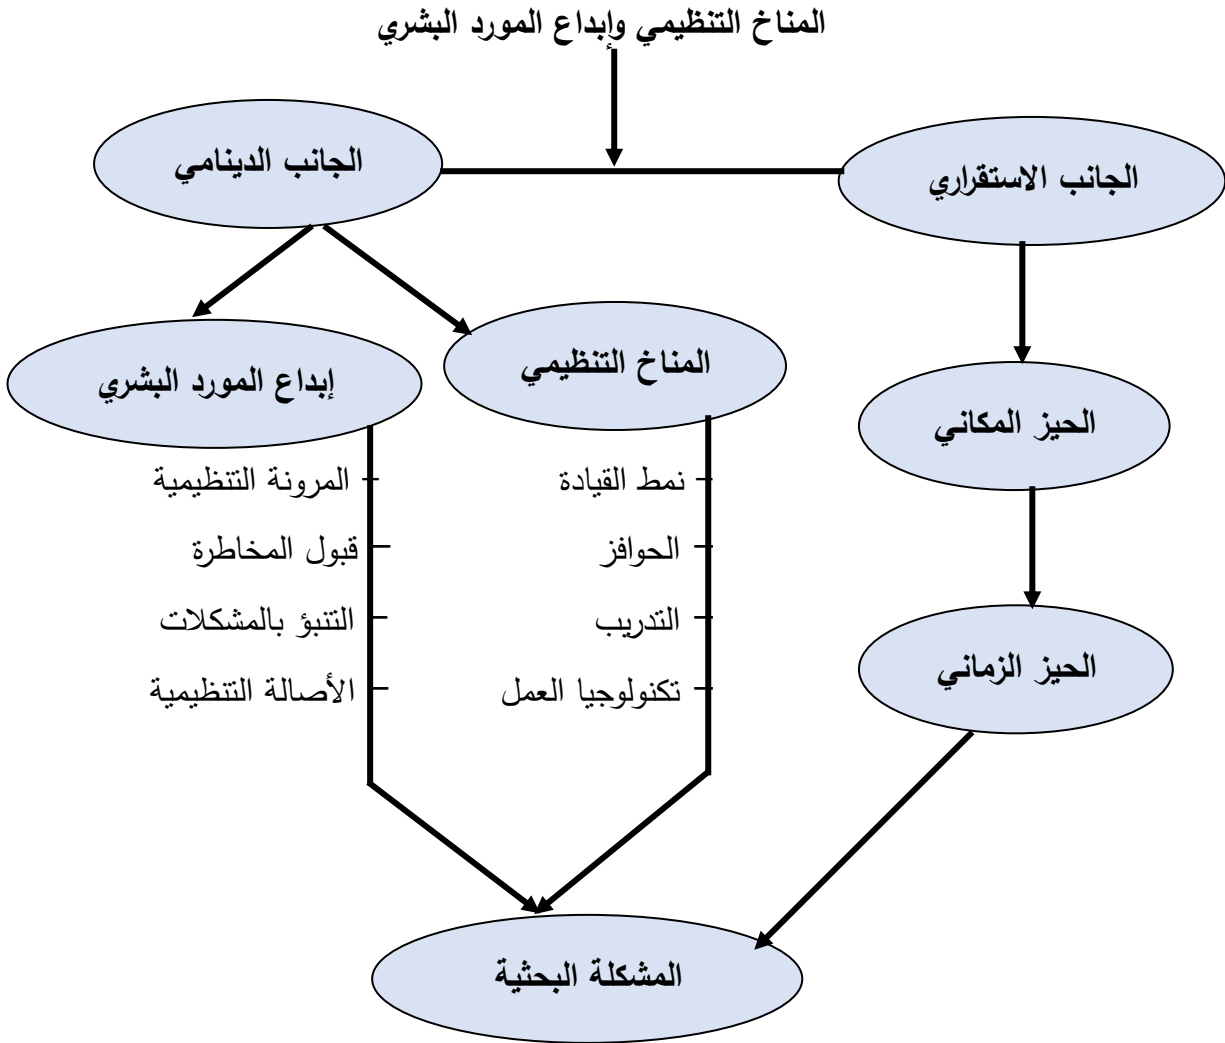 المناخ التنظيمي وإبداع المورد البشري
الجانب الاستقراري
الجانب الدينامي
الحيز المكاني
الحيز الزماني
المناخ التنظيمي
- نمط القيادة
- الحوافز
- التدريب
- تكنولوجيا العمل
إبداع المورد البشري
- المرونة التنظيمية
- قبول المخاطرة
- التنبؤ بالمشكلات
- الأصالة التنظيمية
المشكلة البحثية